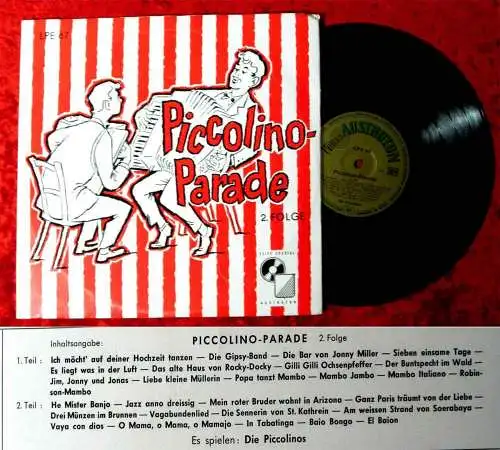 LPE 67
Piccolino-
Parade
2. FOLGE
ELITE SPECIAL
AUSTROTON
AUSTROTON
Inhaltsangabe: PICCOLINO-PARADE 2. Folge
1. Teil: Ich möcht' auf deiner Hochzeit tanzen — Die Gipsy-Band — Die Bar von Jonny Miller — Sieben einsame Tage —
Es liegt was in der Luft — Das alte Haus von Rocky-Docky — Gilli Gilli Ochsenpfeffer — Der Buntspecht im Wald —
Jim, Jonny und Jonas — Liebe kleine Müllerin — Papa tanzt Mambo — Mambo Jambo — Mambo Italiano — Robin-
son-Mambo
2. Teil: He Mister Banjo — Jazz anno dreissig — Mein roter Bruder wohnt in Arizona — Ganz Paris träumt von der Liebe —
Drei Münzen im Brunnen — Vagabundenlied — Die Sennerin von St. Kathrein — Am weissen Strand von Soerabaya —
Vaya con dios — O Mama, o Mama, o Mamajo — In Tabatinga — Baio Bongo — El Baion
Es spielen: Die Piccolinos